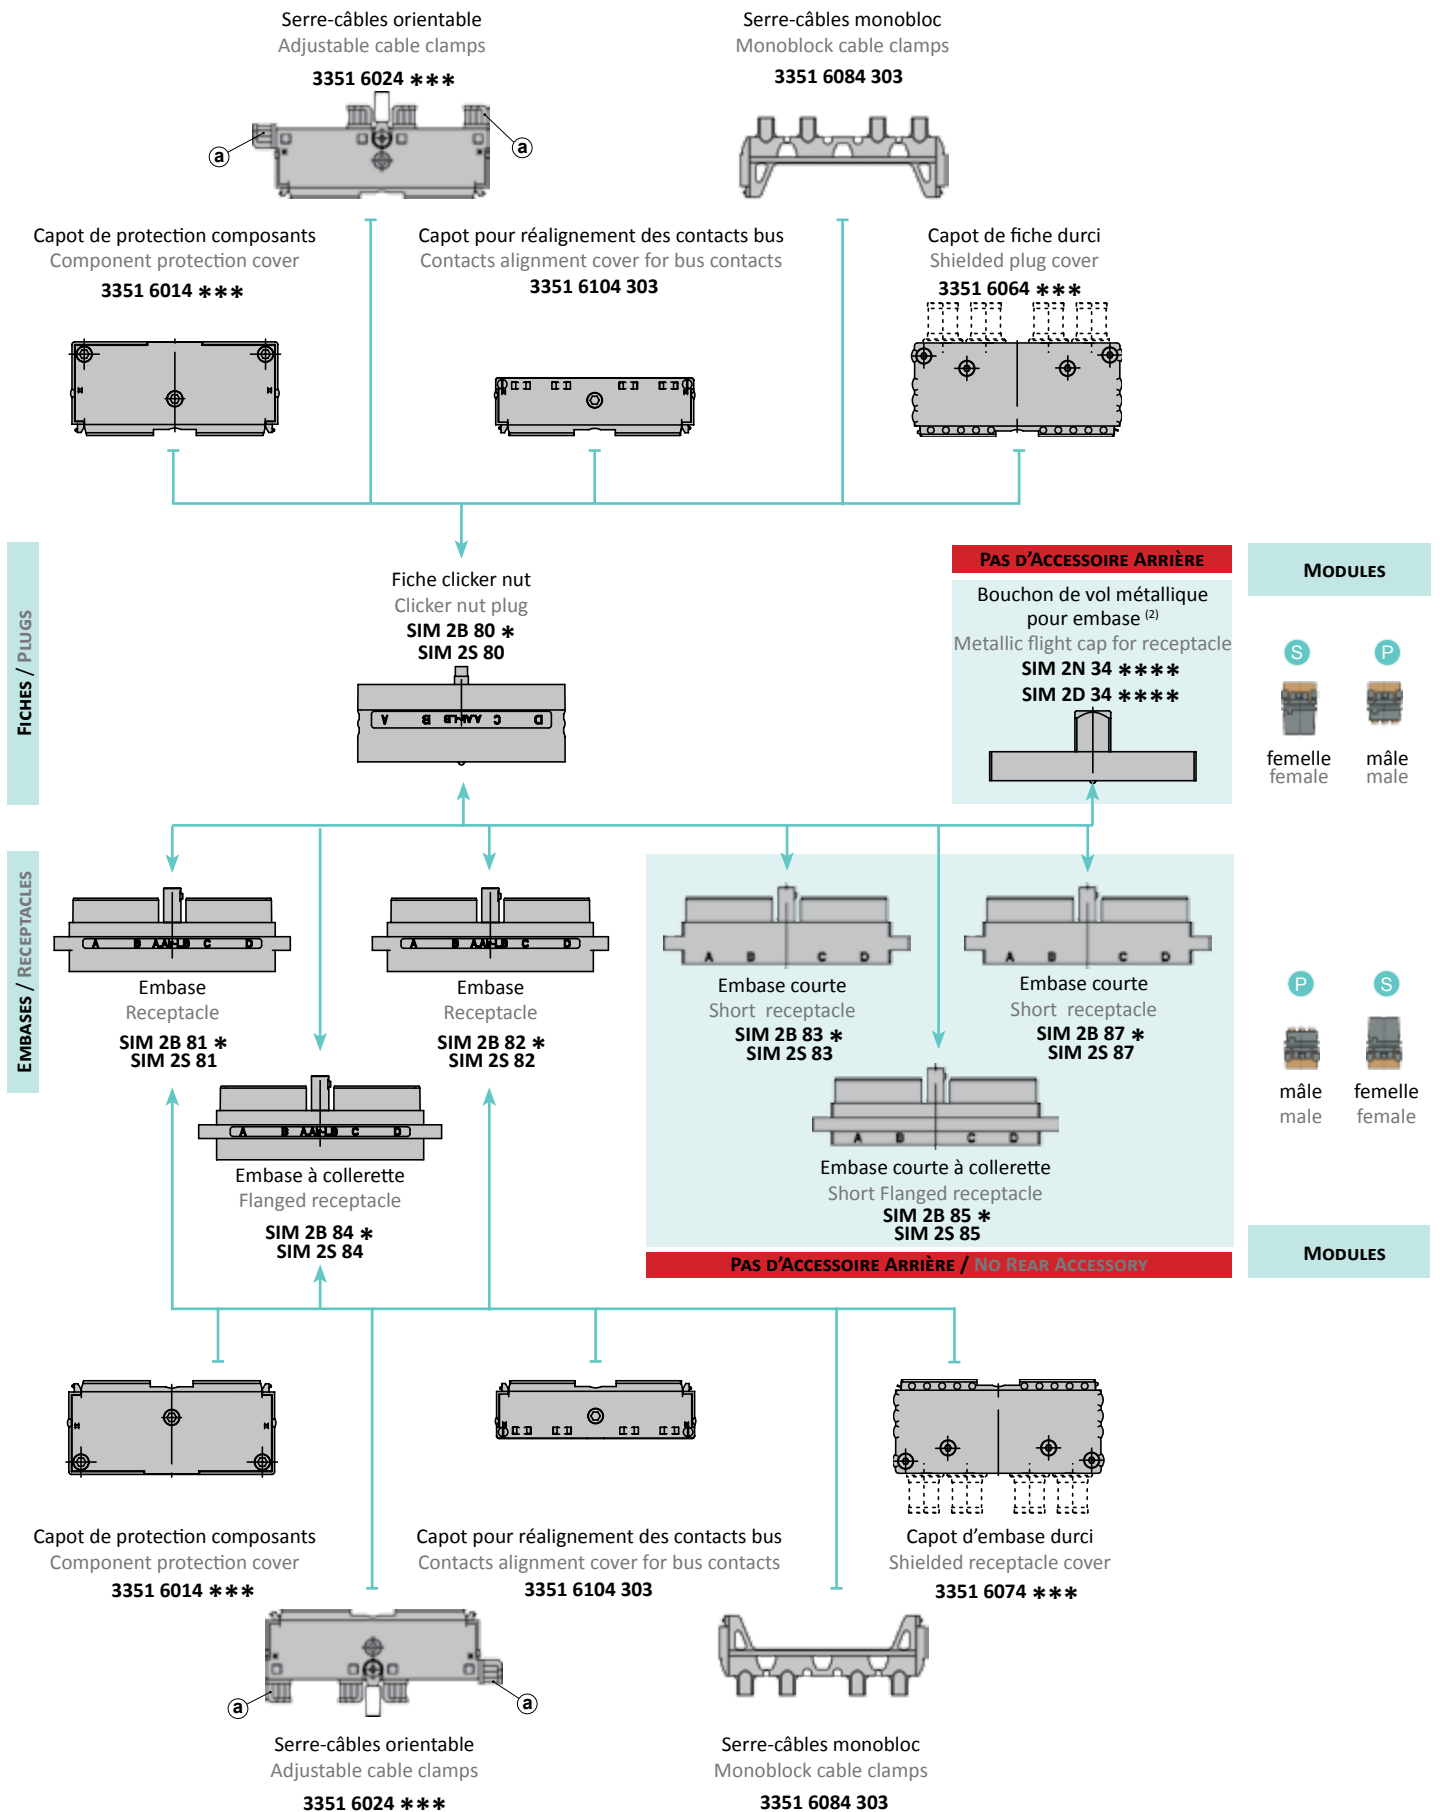 Serre-câbles orientable
Adjustable cable clamps
3351 6024 ***
Serre-câbles monobloc
Monoblock cable clamps
3351 6084 303
a
a
Capot de protection composants
Component protection cover
3351 6014 ***
Capot pour réalignement des contacts bus
Contacts alignment cover for bus contacts
3351 6104 303
Capot de fiche durci
Shielded plug cover
3351 6064 ***
FICHES / PLUGS
Fiche clicker nut
Clicker nut plug
SIM 2B 80 *
SIM 2S 80
A B C D
PAS D'ACCESSOIRE ARRIÈRE
Bouchon de vol métallique
pour embase (2)
Metallic flight cap for receptacle
SIM 2N 34 ****
SIM 2D 34 ****
MODULES
S P
femelle mâle
female male
EMBASES / RECEPTACLES
A B C D
Embase
Receptacle
SIM 2B 81 *
SIM 2S 81
A B C D
Embase
Receptacle
SIM 2B 82 *
SIM 2S 82
A B C D
Embase à collerette
Flanged receptacle
SIM 2B 84 *
SIM 2S 84
A B C D
Embase courte
Short receptacle
SIM 2B 83 *
SIM 2S 83
A B C D
Embase courte
Short receptacle
SIM 2B 87 *
SIM 2S 87
A B C D
Embase courte à collerette
Short Flanged receptacle
SIM 2B 85 *
SIM 2S 85
PAS D'ACCESSOIRE ARRIÈRE / NO REAR ACCESSORY
P S
mâle femelle
male female
MODULES
Capot de protection composants
Component protection cover
3351 6014 ***
Capot pour réalignement des contacts bus
Contacts alignment cover for bus contacts
3351 6104 303
Capot d'embase durci
Shielded receptacle cover
3351 6074 ***
a
a
Serre-câbles orientable
Adjustable cable clamps
3351 6024 ***
Serre-câbles monobloc
Monoblock cable clamps
3351 6084 303